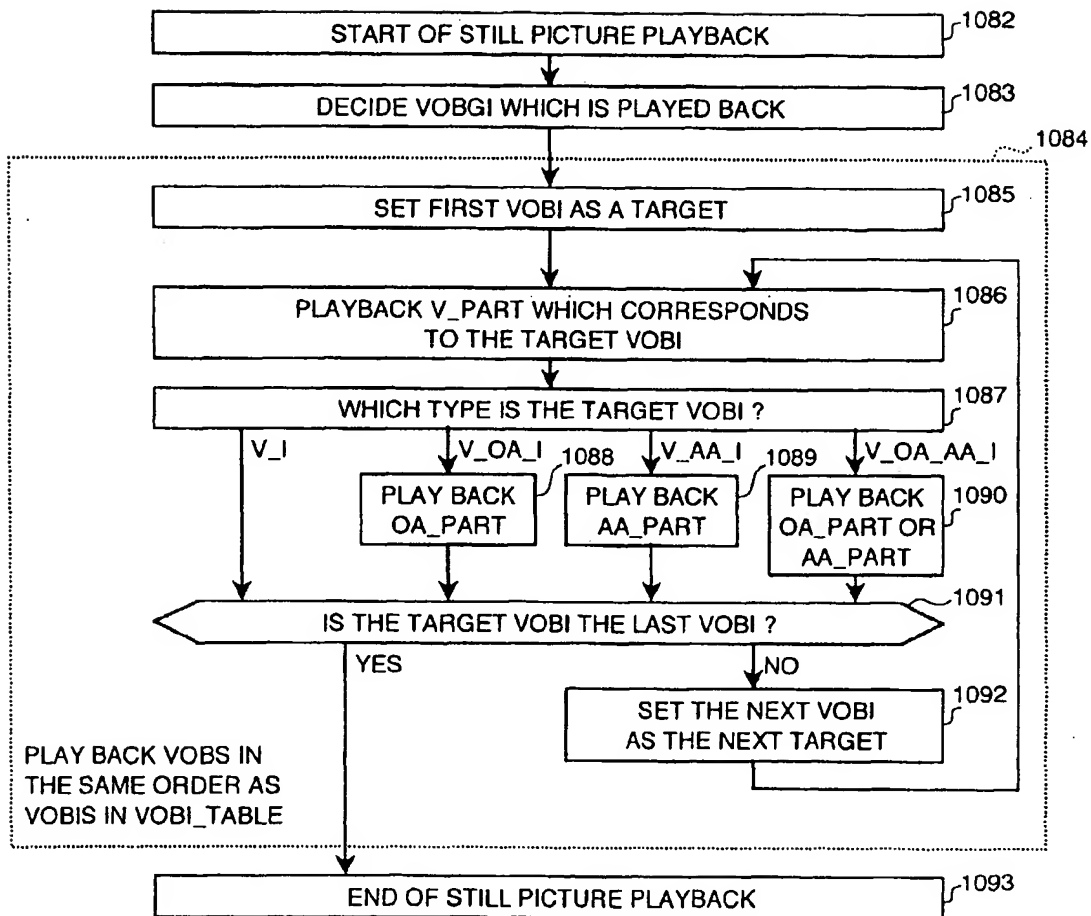 START OF STILL PICTURE PLAYBACK
1082
DECIDE VOBGI WHICH IS PLAYED BACK
1083
1084
SET FIRST VOBI AS A TARGET
1085
PLAYBACK V_PART WHICH CORRESPONDS
TO THE TARGET VOBI
1086
WHICH TYPE IS THE TARGET VOBI ?
1087
V_I
V_OA_I
1088
V_AA_I
1089
V_OA_AA_I
PLAY BACK
OA_PART
PLAY BACK
AA_PART
PLAY BACK
OA_PART OR
AA_PART
1090
IS THE TARGET VOBI THE LAST VOBI ?
1091
YES
NO
SET THE NEXT VOBI
AS THE NEXT TARGET
1092
PLAY BACK VOBS IN
THE SAME ORDER AS
VOBIS IN VOBI_TABLE
END OF STILL PICTURE PLAYBACK
1093